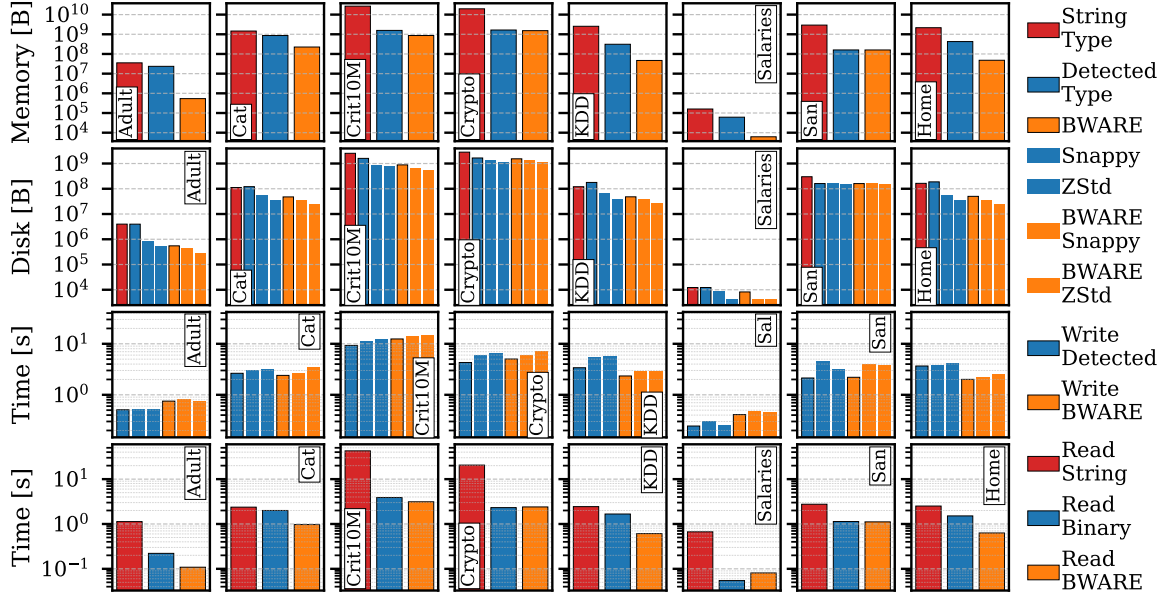 Memory [B]
10^10
10^9
10^8
10^7
10^6
10^5
10^4
Adult
Cat
Crit10M
Crypto
KDD
Salaries
San
Home
String
Type
Detected
Type
BWARE
Disk [B]
10^9
10^8
10^7
10^6
10^5
10^4
Adult
Cat
Crit10M
Crypto
KDD
Salaries
San
Home
Snappy
ZStd
BWARE
Snappy
BWARE
ZStd
Time [s]
10^1
10^0
Adult
Cat
Crit10M
Crypto
KDD
Sal
San
Write
Detected
Write
BWARE
Time [s]
10^1
10^0
10^−1
Adult
Cat
Crit10M
Crypto
KDD
Salaries
San
Home
Read
String
Read
Binary
Read
BWARE